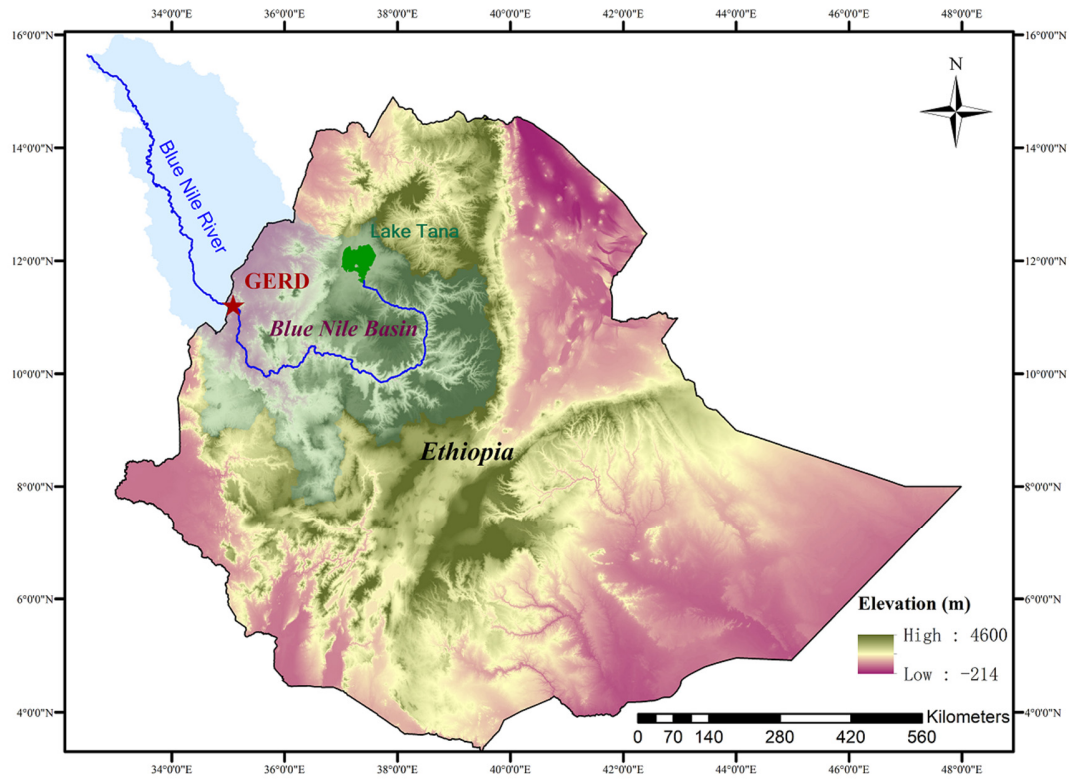 34°0'0"E 36°0'0"E 38°0'0"E 40°0'0"E 42°0'0"E 44°0'0"E 46°0'0"E 48°0'0"E
16°0'0"N 16°0'0"N
N
14°0'0"N 14°0'0"N
Blue Nile River
Lake Tana
12°0'0"N 12°0'0"N
GERD
Blue Nile Basin
10°0'0"N 10°0'0"N
Ethiopia
8°0'0"N 8°0'0"N
6°0'0"N 6°0'0"N
Elevation (m)
High : 4600
Low : -214
4°0'0"N 4°0'0"N
Kilometers
0 70 140 280 420 560
34°0'0"E 36°0'0"E 38°0'0"E 40°0'0"E 42°0'0"E 44°0'0"E 46°0'0"E 48°0'0"E